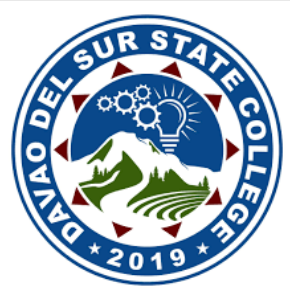 DAVAO DEL SUR STATE COLLEGE
2019